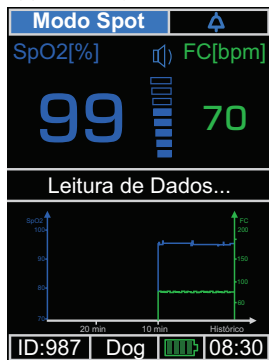 Modo Spot
SpO2[%] FC[bpm]
99 70
Leitura de Dados...
SpO2 FC
100 200
90 150
80 100
70 60
20 min 10 min Histórico
ID:987 Dog 08:30